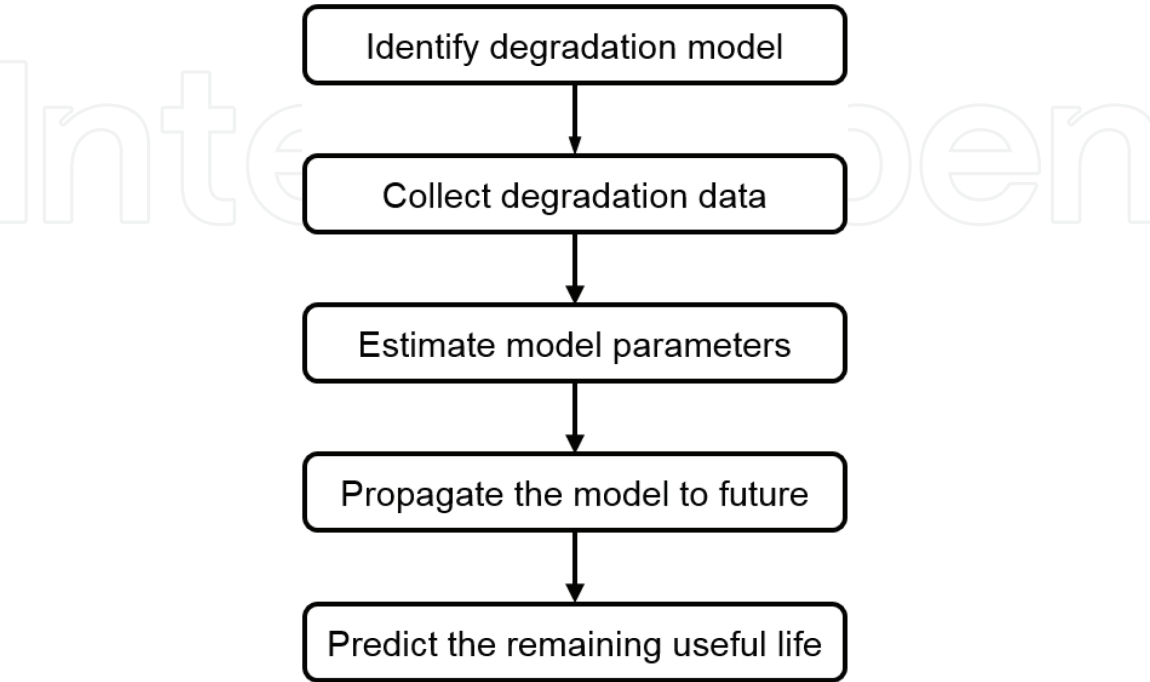 Identify degradation model
Collect degradation data
Estimate model parameters
Propagate the model to future
Predict the remaining useful life